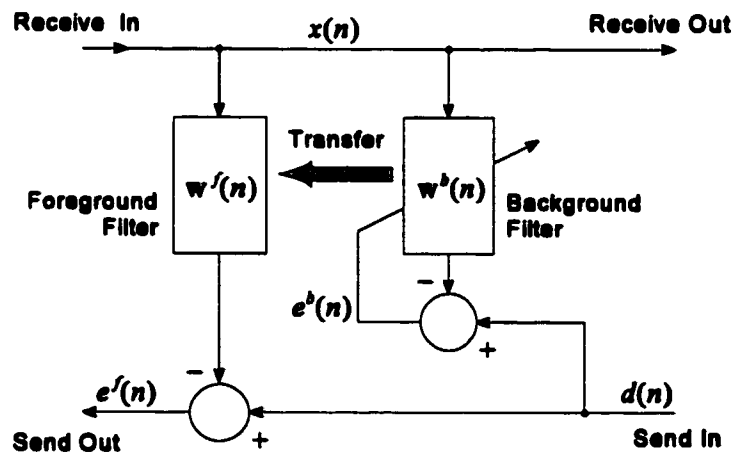 Receive In
x(n)
Receive Out
Transfer
w^f(n)
w^b(n)
Foreground
Filter
Background
Filter
−
e^b(n)
+
−
e^f(n)
d(n)
+
Send Out
Send In